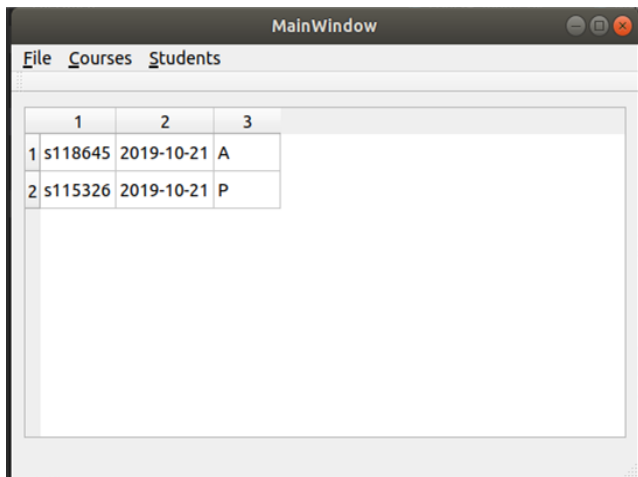 MainWindow
File Courses Students
1 2 3
1 s118645 2019-10-21 A
2 s115326 2019-10-21 P